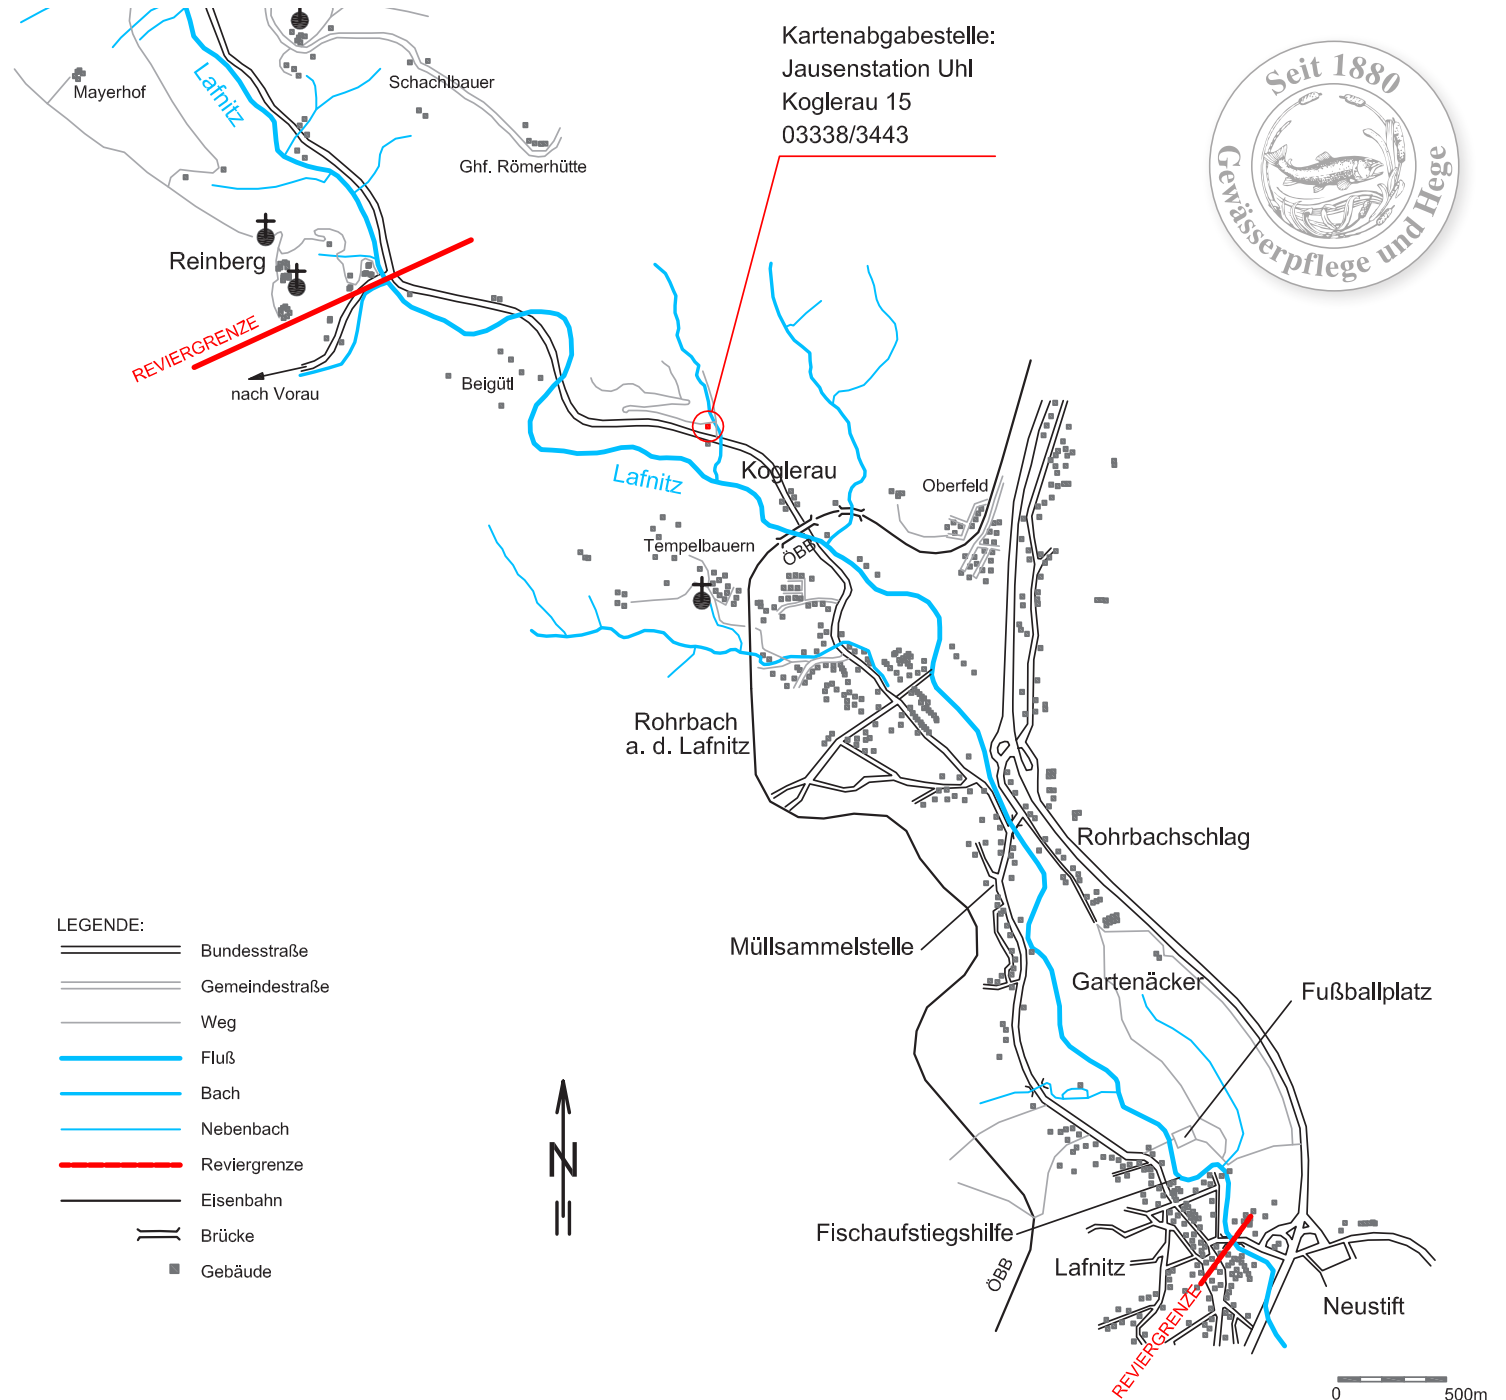 Kartenabgabestelle:
Jausenstation Uhl
Koglerau 15
03338/3443
Seit 1880
Gewässerpflege und Hege
Mayerhof
Lafnitz
Schachlbauer
Ghf. Römerhütte
Reinberg
REVIERGRENZE
nach Vorau
Beigütl
Lafnitz
Koglerau
Oberfeld
Tempelbauern
ÖBB
Rohrbach
a. d. Lafnitz
Rohrbachschlag
Müllsammelstelle
Gartenäcker
Fußballplatz
Fischaufstiegshilfe
ÖBB
Lafnitz
Neustift
REVIERGRENZE
LEGENDE:
Bundesstraße
Gemeindestraße
Weg
Fluß
Bach
Nebenbach
Reviergrenze
Eisenbahn
Brücke
Gebäude
N
0 500m